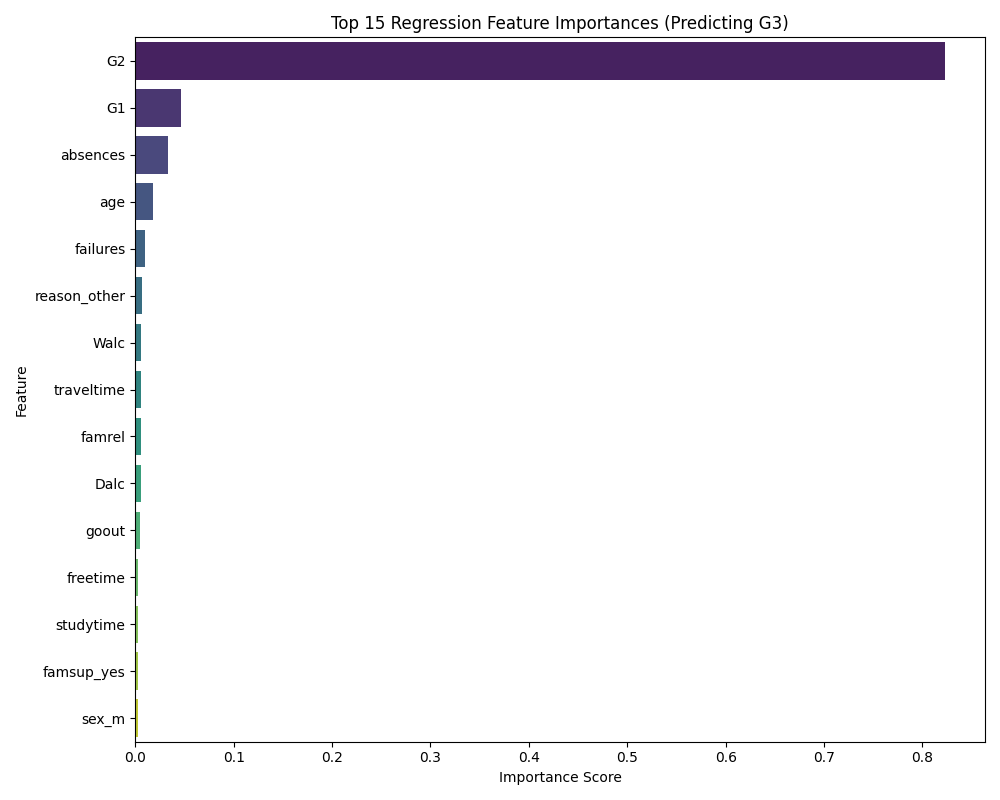 Top 15 Regression Feature Importances (Predicting G3)
G2
G1
absences
age
failures
reason_other
Walc
traveltime
famrel
Dalc
goout
freetime
studytime
famsup_yes
sex_m
Feature
0.0 0.1 0.2 0.3 0.4 0.5 0.6 0.7 0.8
Importance Score